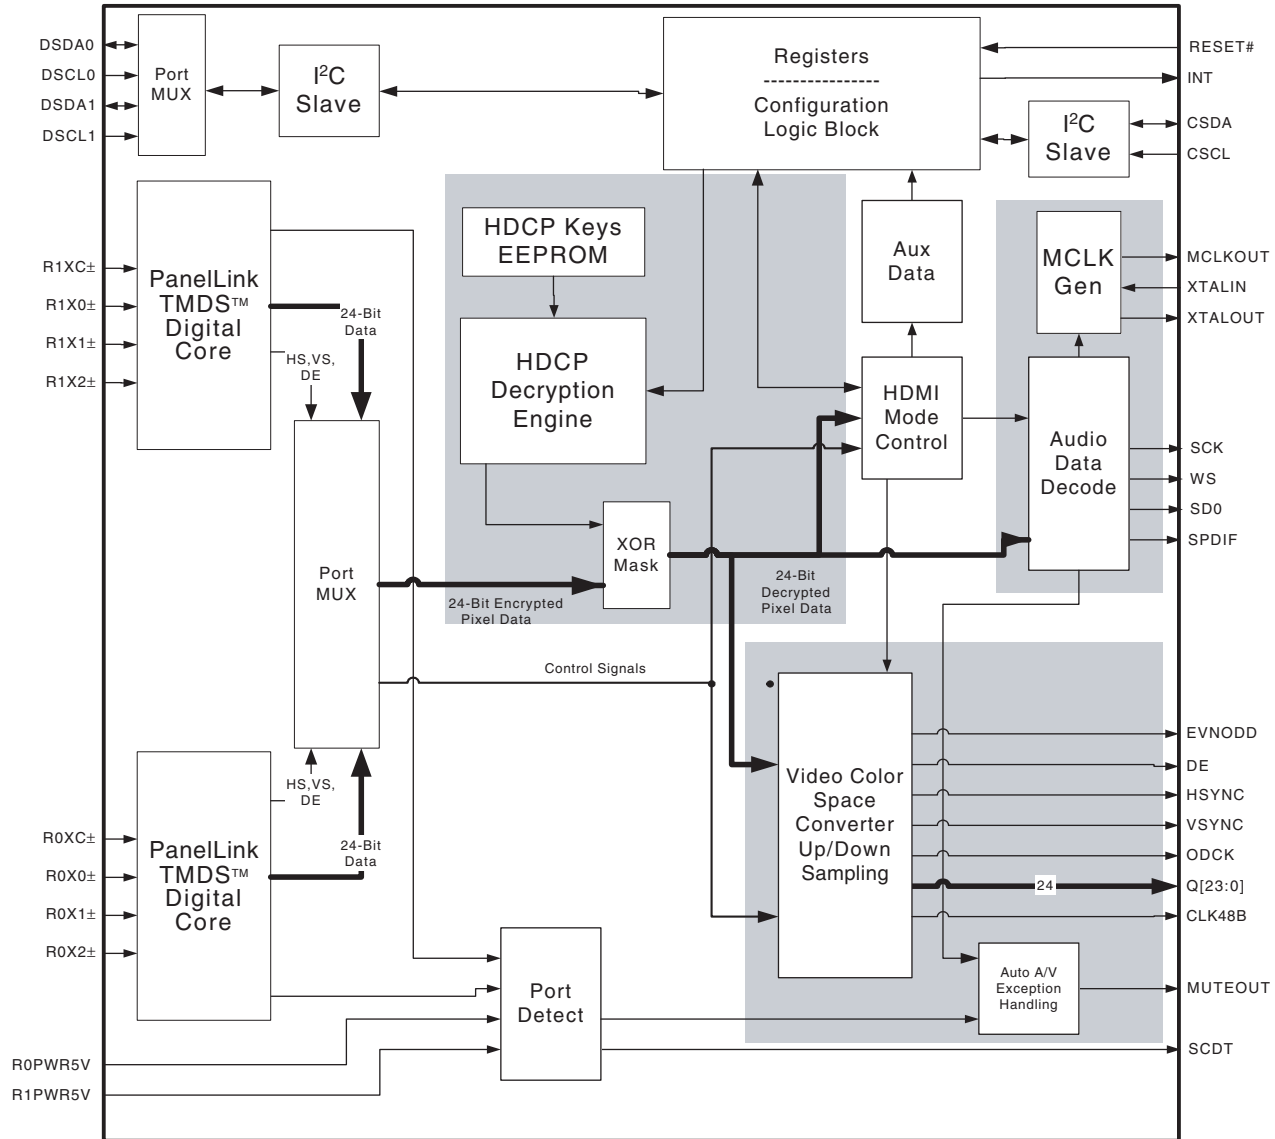 DSDA0
DSCL0
DSDA1
DSCL1
Port
MUX
I²C
Slave
Registers
------------
Configuration
Logic Block
RESET#
INT
I²C
Slave
CSDA
CSCL
R1XC±
R1X0±
R1X1±
R1X2±
PanelLink
TMDS™
Digital
Core
24-Bit
Data
HS,VS,
DE
HDCP Keys
EEPROM
HDCP
Decryption
Engine
XOR
Mask
Aux
Data
HDMI
Mode
Control
MCLK
Gen
MCLKOUT
XTALIN
XTALOUT
Audio
Data
Decode
SCK
WS
SD0
SPDIF
Port
MUX
24-Bit Encrypted
Pixel Data
24-Bit
Decrypted
Pixel Data
Control Signals
HS,VS,
DE
24-Bit
Data
R0XC±
R0X0±
R0X1±
R0X2±
PanelLink
TMDS™
Digital
Core
Video Color
Space
Converter
Up/Down
Sampling
EVNODD
DE
HSYNC
VSYNC
ODCK
24
Q[23:0]
CLK48B
Port
Detect
Auto A/V
Exception
Handling
MUTEOUT
SCDT
R0PWR5V
R1PWR5V